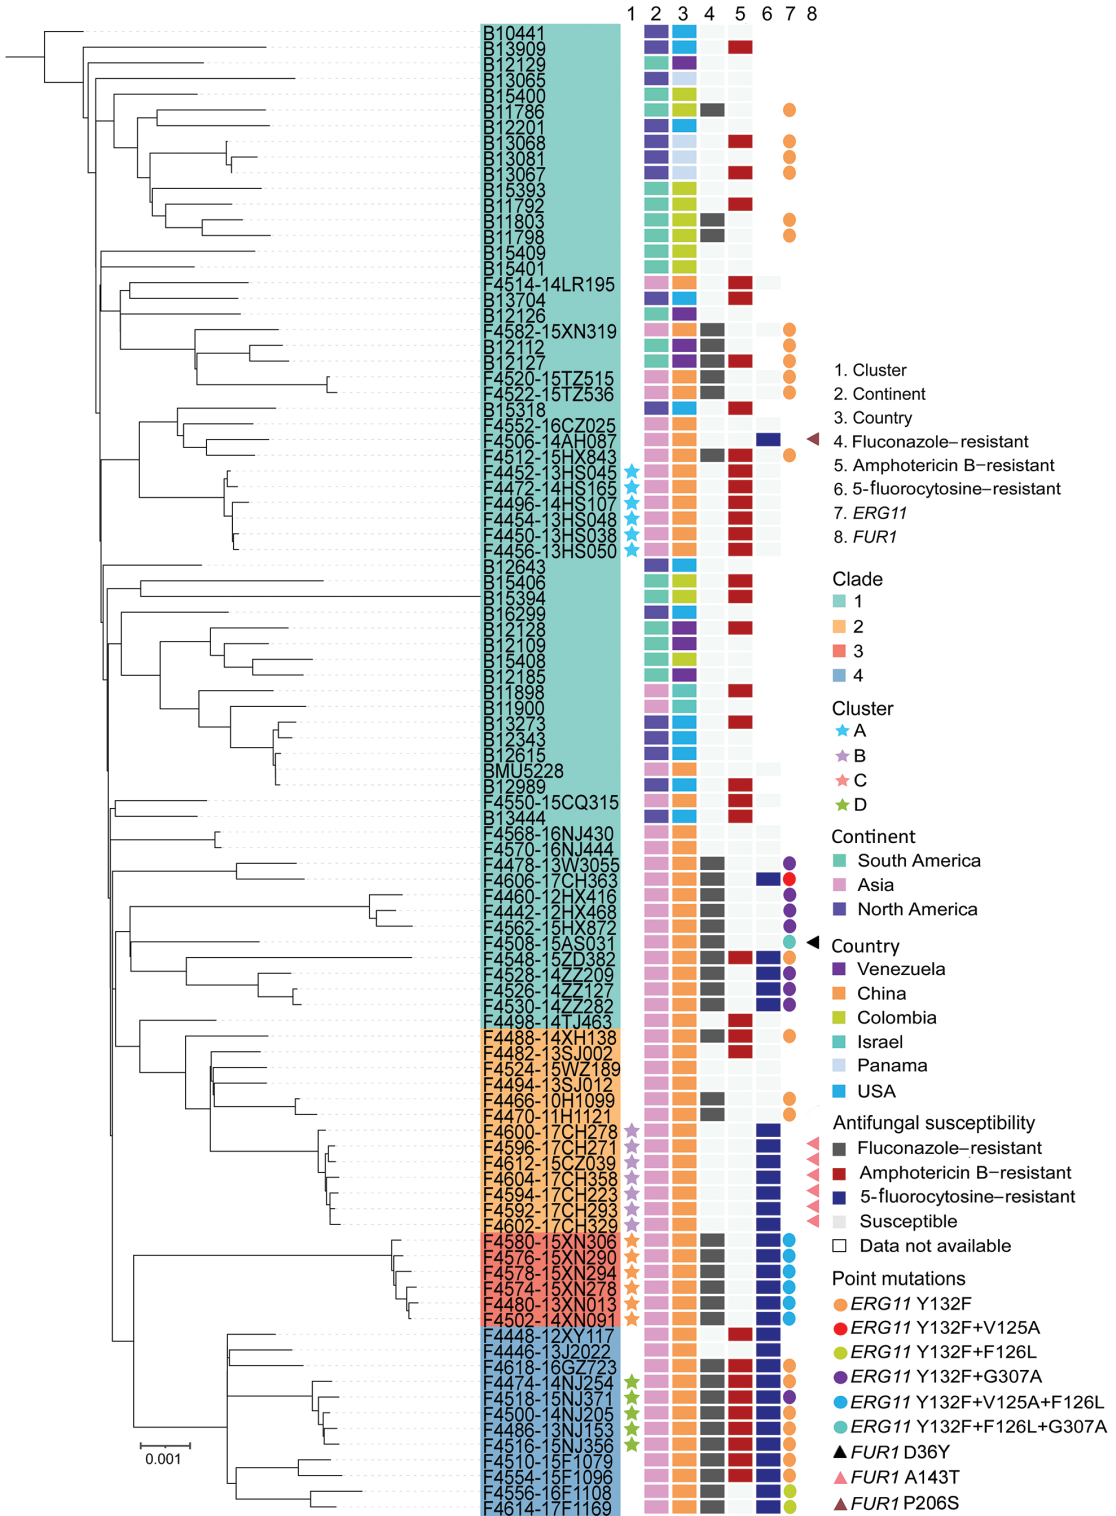 1 2 3 4 5 6 7 8
B10441
B13909
B12129
B13065
B15400
B11786
B12201
B13068
B13081
B13067
B15393
B11792
B11803
B11798
B15409
B15401
F4514-14LR195
B13704
B12126
F4582-15XN319
B12112
B12127
F4520-15TZ515
F4522-15TZ536
B15318
F4552-16CZ025
F4506-14AH087
F4512-15HX843
F4452-13HS045
F4472-14HS165
F4496-14HS107
F4454-13HS048
F4450-13HS038
F4456-13HS050
B12643
B15406
B15394
B16299
B12128
B12109
B15408
B12185
B11898
B11900
B13273
B12343
B12615
BMU5228
B12989
F4550-15CQ315
B13444
F4568-16NJ430
F4570-16NJ444
F4478-13W3055
F4606-17CH363
F4460-12HX416
F4442-12HX468
F4562-15HX872
F4508-15AS031
F4548-15ZD382
F4528-14ZZ209
F4526-14ZZ127
F4530-14ZZ282
F4498-14TJ463
F4488-14XH138
F4482-13SJ002
F4524-15WZ189
F4494-13SJ012
F4466-10H1099
F4470-11H1121
F4600-17CH278
F4596-17CH271
F4612-15CZ039
F4604-17CH358
F4594-17CH223
F4592-17CH293
F4602-17CH329
F4580-15XN306
F4576-15XN290
F4578-15XN294
F4574-15XN278
F4480-13XN013
F4502-14XN091
F4448-12XY117
F4446-13J2022
F4618-16GZ723
F4474-14NJ254
F4518-15NJ371
F4500-14NJ205
F4486-13NJ153
F4516-15NJ356
F4510-15F1079
F4554-15F1096
F4556-16F1108
F4614-17F1169
0.001
1. Cluster
2. Continent
3. Country
4. Fluconazole−resistant
5. Amphotericin B−resistant
6. 5-fluorocytosine−resistant
7. ERG11
8. FUR1
Clade
1
2
3
4
Cluster
A
B
C
D
Continent
South America
Asia
North America
Country
Venezuela
China
Colombia
Israel
Panama
USA
Antifungal susceptibility
Fluconazole−resistant
Amphotericin B−resistant
5-fluorocytosine−resistant
Susceptible
Data not available
Point mutations
ERG11 Y132F
ERG11 Y132F+V125A
ERG11 Y132F+F126L
ERG11 Y132F+G307A
ERG11 Y132F+V125A+F126L
ERG11 Y132F+F126L+G307A
FUR1 D36Y
FUR1 A143T
FUR1 P206S